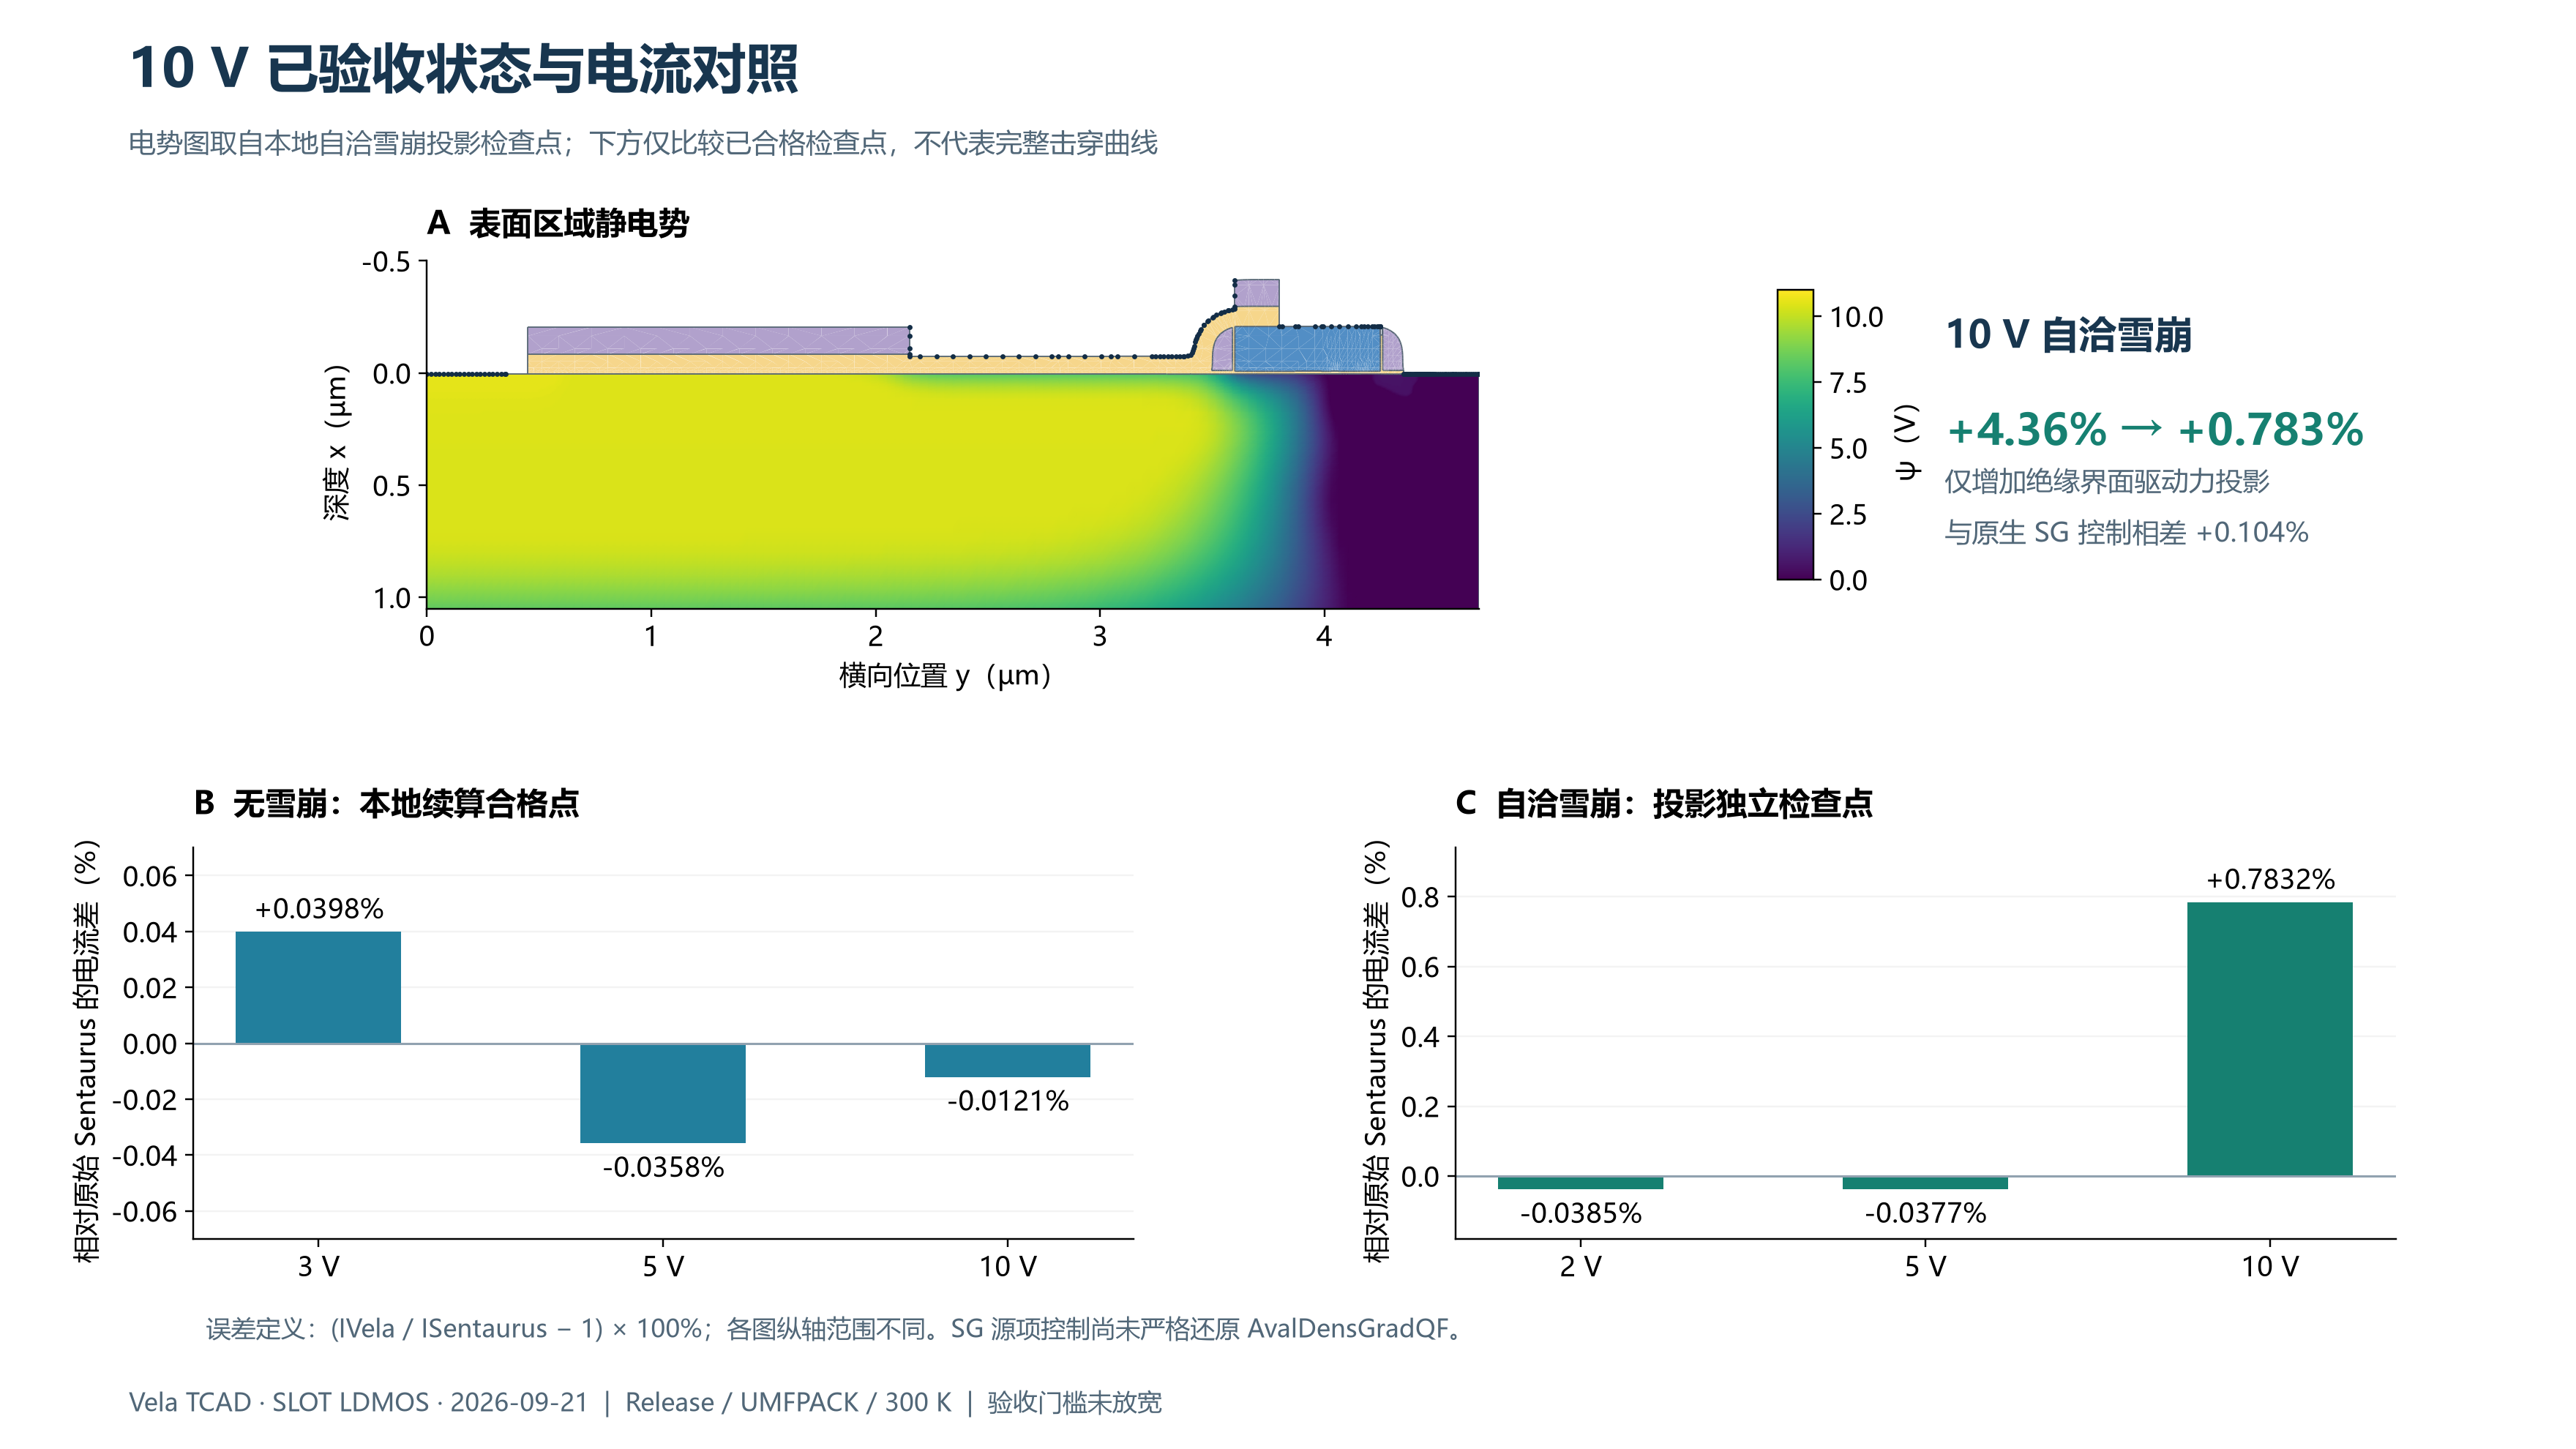 10 V 已验收状态与电流对照
电势图取自本地自洽雪崩投影检查点；下方仅比较已合格检查点，不代表完整击穿曲线
A 表面区域静电势
-0.5
0.0
0.5
1.0
深度 x（μm）
0
1
2
3
4
横向位置 y（μm）
10.0
7.5
5.0
2.5
0.0
ψ（V）
10 V 自洽雪崩
+4.36% → +0.783%
仅增加绝缘界面驱动力投影
与原生 SG 控制相差 +0.104%
B 无雪崩：本地续算合格点
相对原始 Sentaurus 的电流差（%）
0.06
0.04
0.02
0.00
-0.02
-0.04
-0.06
+0.0398%
-0.0358%
-0.0121%
3 V
5 V
10 V
C 自洽雪崩：投影独立检查点
相对原始 Sentaurus 的电流差（%）
0.8
0.6
0.4
0.2
0.0
-0.0385%
-0.0377%
+0.7832%
2 V
5 V
10 V
误差定义：(IVela / ISentaurus − 1) × 100%；各图纵轴范围不同。SG 源项控制尚未严格还原 AvalDensGradQF。
Vela TCAD · SLOT LDMOS · 2026-09-21 | Release / UMFPACK / 300 K | 验收门槛未放宽